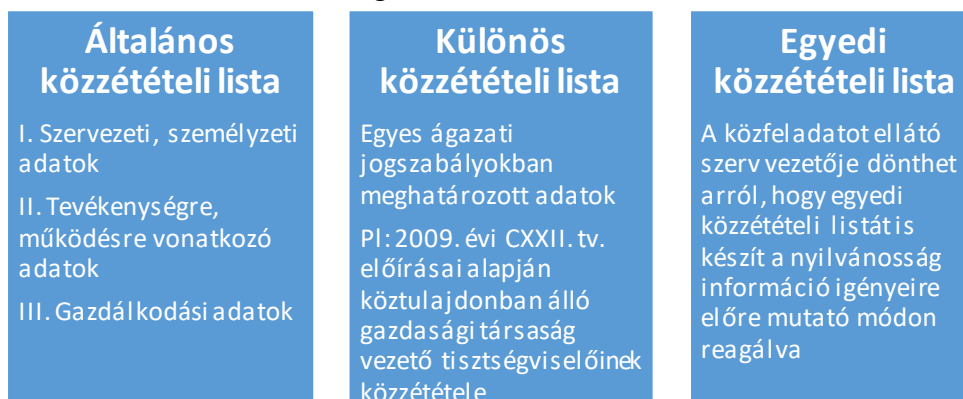 Általános
közzétételi lista
I. Szervezeti, személyzeti
adatok
II. Tevékenységre,
működésre vonatkozó
adatok
III. Gazdálkodási adatok
Különös
közzétételi lista
Egyes ágazati
jogszabályokban
meghatározott adatok
Pl: 2009. évi CXXII. tv.
előírásai alapján
köztulajdonban álló
gazdasági társaság
vezető tisztségviselőinek
közzététele
Egyedi
közzétételi lista
A közfeladatot ellátó
szerv vezetője dönthet
arról, hogy egyedi
közzétételi listát is
készít a nyilvánosság
információ igényeire
előre mutató módon
reagálva